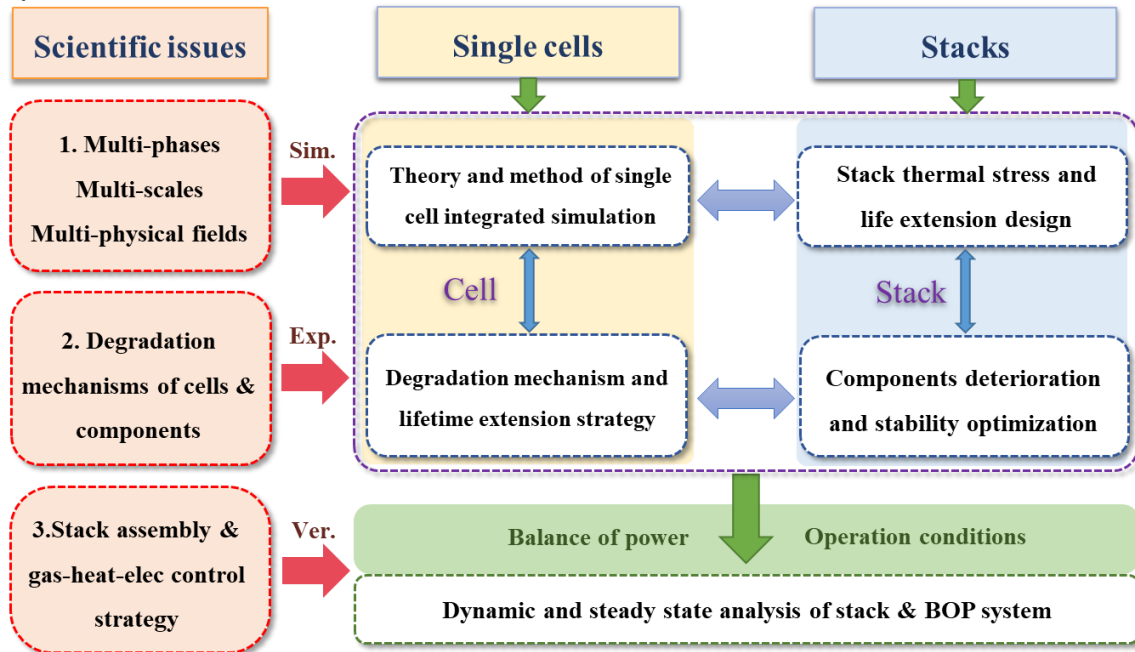 Scientific issues
Single cells
Stacks
1. Multi-phases
Multi-scales
Multi-physical fields
Sim.
Theory and method of single
cell integrated simulation
Stack thermal stress and
life extension design
Cell
Stack
2. Degradation
mechanisms of cells &
components
Exp.
Degradation mechanism and
lifetime extension strategy
Components deterioration
and stability optimization
3.Stack assembly &
gas-heat-elec control
strategy
Ver.
Balance of power
Operation conditions
Dynamic and steady state analysis of stack & BOP system